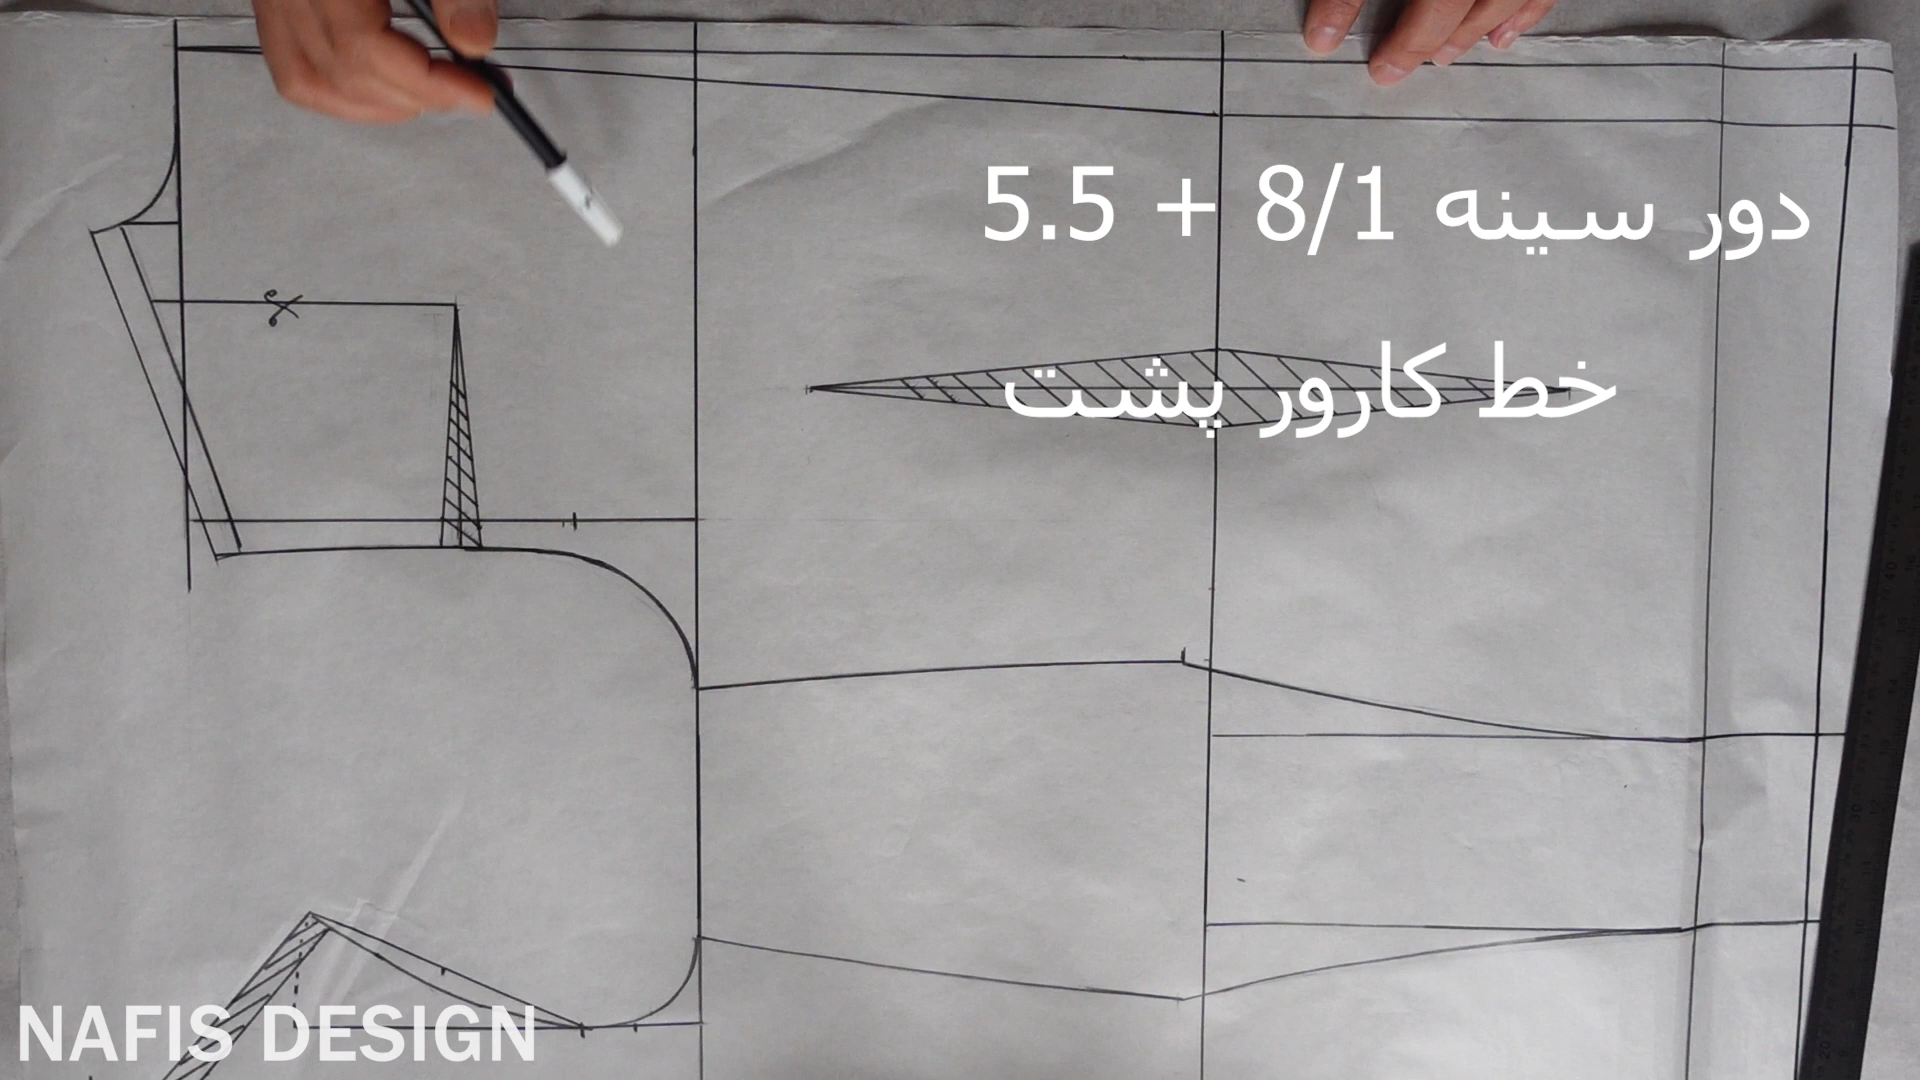 دور سینه 8/1 + 5.5
خط کارور پشت
NAFIS DESIGN